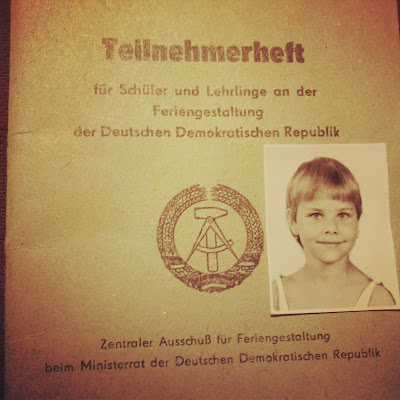 Teilnehmerheft
für Schüler und Lehrlinge an der
Feriengestaltung
der Deutschen Demokratischen Republik
Zentraler Ausschuß für Feriengestaltung
beim Ministerrat der Deutschen Demokratischen Republik